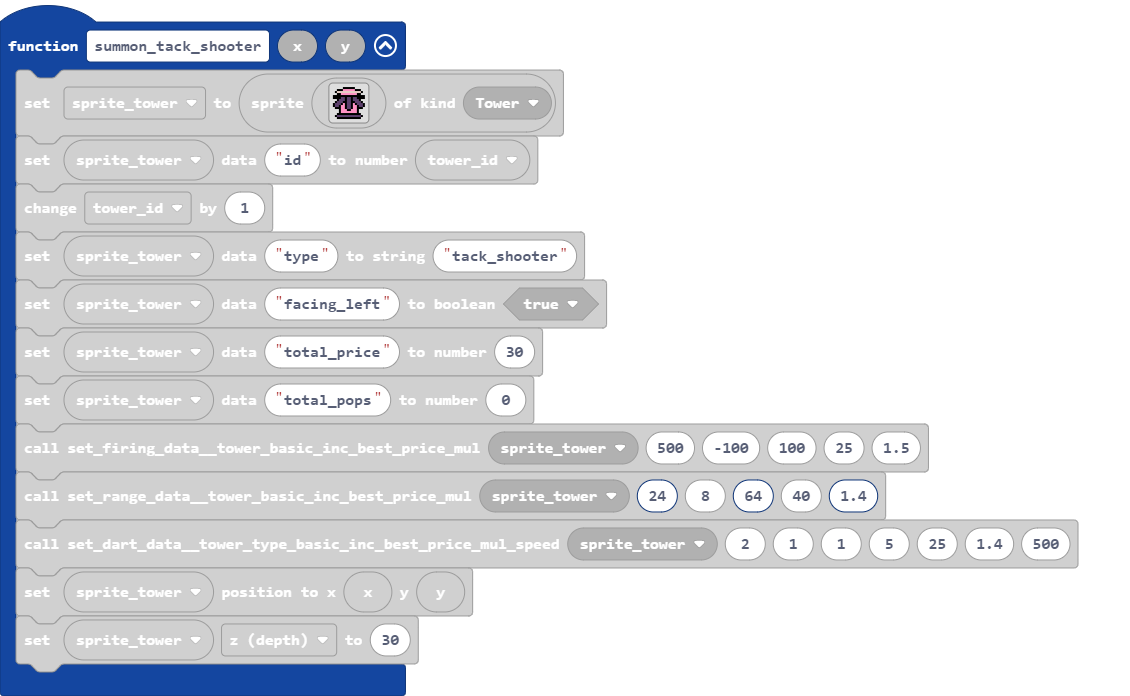 function summon_tack_shooter x y
set sprite_tower to sprite of kind Tower
set sprite_tower data "id" to number tower_id
change tower_id by 1
set sprite_tower data "type" to string "tack_shooter"
set sprite_tower data "facing_left" to boolean true
set sprite_tower data "total_price" to number 30
set sprite_tower data "total_pops" to number 0
call set_firing_data__tower_basic_inc_best_price_mul sprite_tower 500 -100 100 25 1.5
call set_range_data__tower_basic_inc_best_price_mul sprite_tower 24 8 64 40 1.4
call set_dart_data__tower_type_basic_inc_best_price_mul_speed sprite_tower 2 1 1 5 25 1.4 500
set sprite_tower position to x x y y
set sprite_tower z (depth) to 30